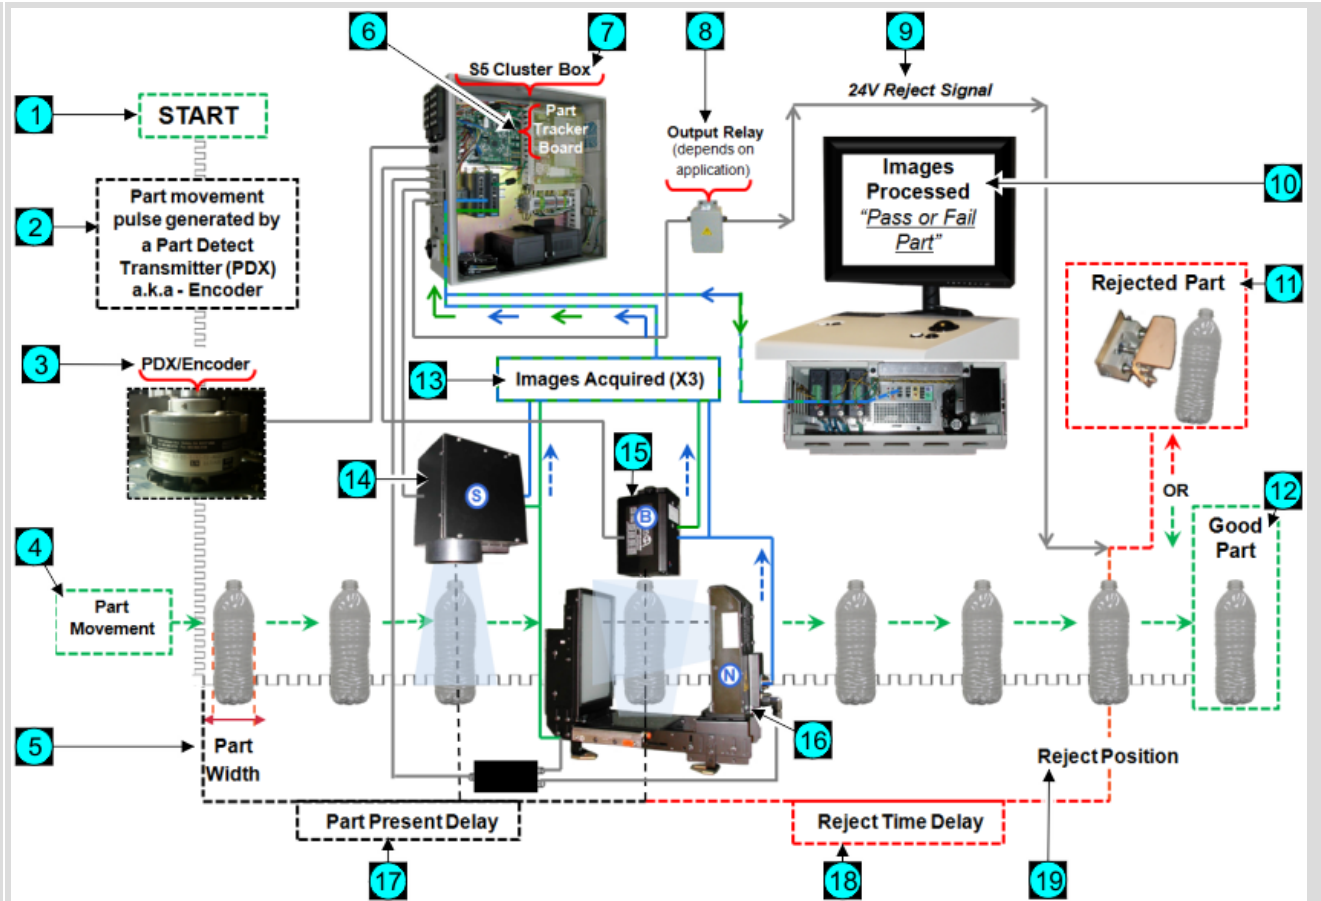 6
7
8
9
S5 Cluster Box
24V Reject Signal
1
START
Part
Tracker
Board
Output Relay
(depends on
application)
Images
Processed
“Pass or Fail
Part”
10
2
Part movement
pulse generated by
a Part Detect
Transmitter (PDX)
a.k.a - Encoder
Rejected Part
11
3
PDX/Encoder
13
Images Acquired (X3)
14
S
15
B
OR
12
Good
Part
4
Part
Movement
N
5
Part
Width
16
Reject Position
Part Present Delay
Reject Time Delay
17
18
19